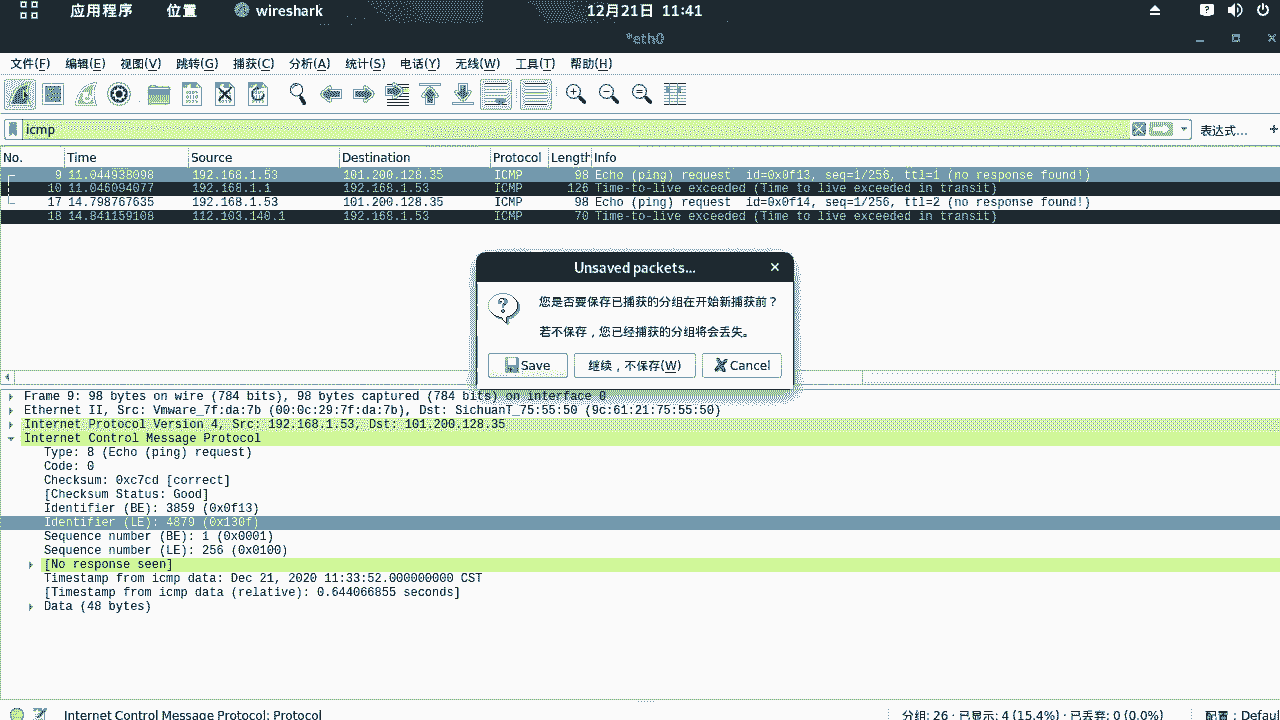 应用程序 位置 wireshark 12月21日 11:41
*eth0
文件(F) 编辑(E) 视图(V) 跳转(G) 捕获(C) 分析(A) 统计(S) 电话(Y) 无线(W) 工具(T) 帮助(H)
icmp 表达式…
No. Time Source Destination Protocol Length Info
9 11.044938098 192.168.1.53 101.200.128.35 ICMP 98 Echo (ping) request id=0x0f13, seq=1/256, ttl=1 (no response found!)
10 11.046094077 192.168.1.1 192.168.1.53 ICMP 126 Time-to-live exceeded (Time to live exceeded in transit)
17 14.798767635 192.168.1.53 101.200.128.35 ICMP 98 Echo (ping) request id=0x0f14, seq=1/256, ttl=2 (no response found!)
18 14.841159108 112.103.140.1 192.168.1.53 ICMP 70 Time-to-live exceeded (Time to live exceeded in transit)
Unsaved packets…
您是否要保存已捕获的分组在开始新捕获前？
若不保存，您已经捕获的分组将会丢失。
Save 继续，不保存(W) Cancel
Frame 9: 98 bytes on wire (784 bits), 98 bytes captured (784 bits) on interface 0
Ethernet II, Src: Vmware_7f:da:7b (00:0c:29:7f:da:7b), Dst: SichuanT_75:55:50 (9c:61:21:75:55:50)
Internet Protocol Version 4, Src: 192.168.1.53, Dst: 101.200.128.35
Internet Control Message Protocol
Type: 8 (Echo (ping) request)
Code: 0
Checksum: 0xc7cd [correct]
[Checksum Status: Good]
Identifier (BE): 3859 (0x0f13)
Identifier (LE): 4879 (0x130f)
Sequence number (BE): 1 (0x0001)
Sequence number (LE): 256 (0x0100)
[No response seen]
Timestamp from icmp data: Dec 21, 2020 11:33:52.000000000 CST
[Timestamp from icmp data (relative): 0.644066855 seconds]
Data (48 bytes)
Internet Control Message Protocol: Protocol 分组: 26 · 已显示: 4 (15.4%) · 已丢弃: 0 (0.0%) 配置：Defaul